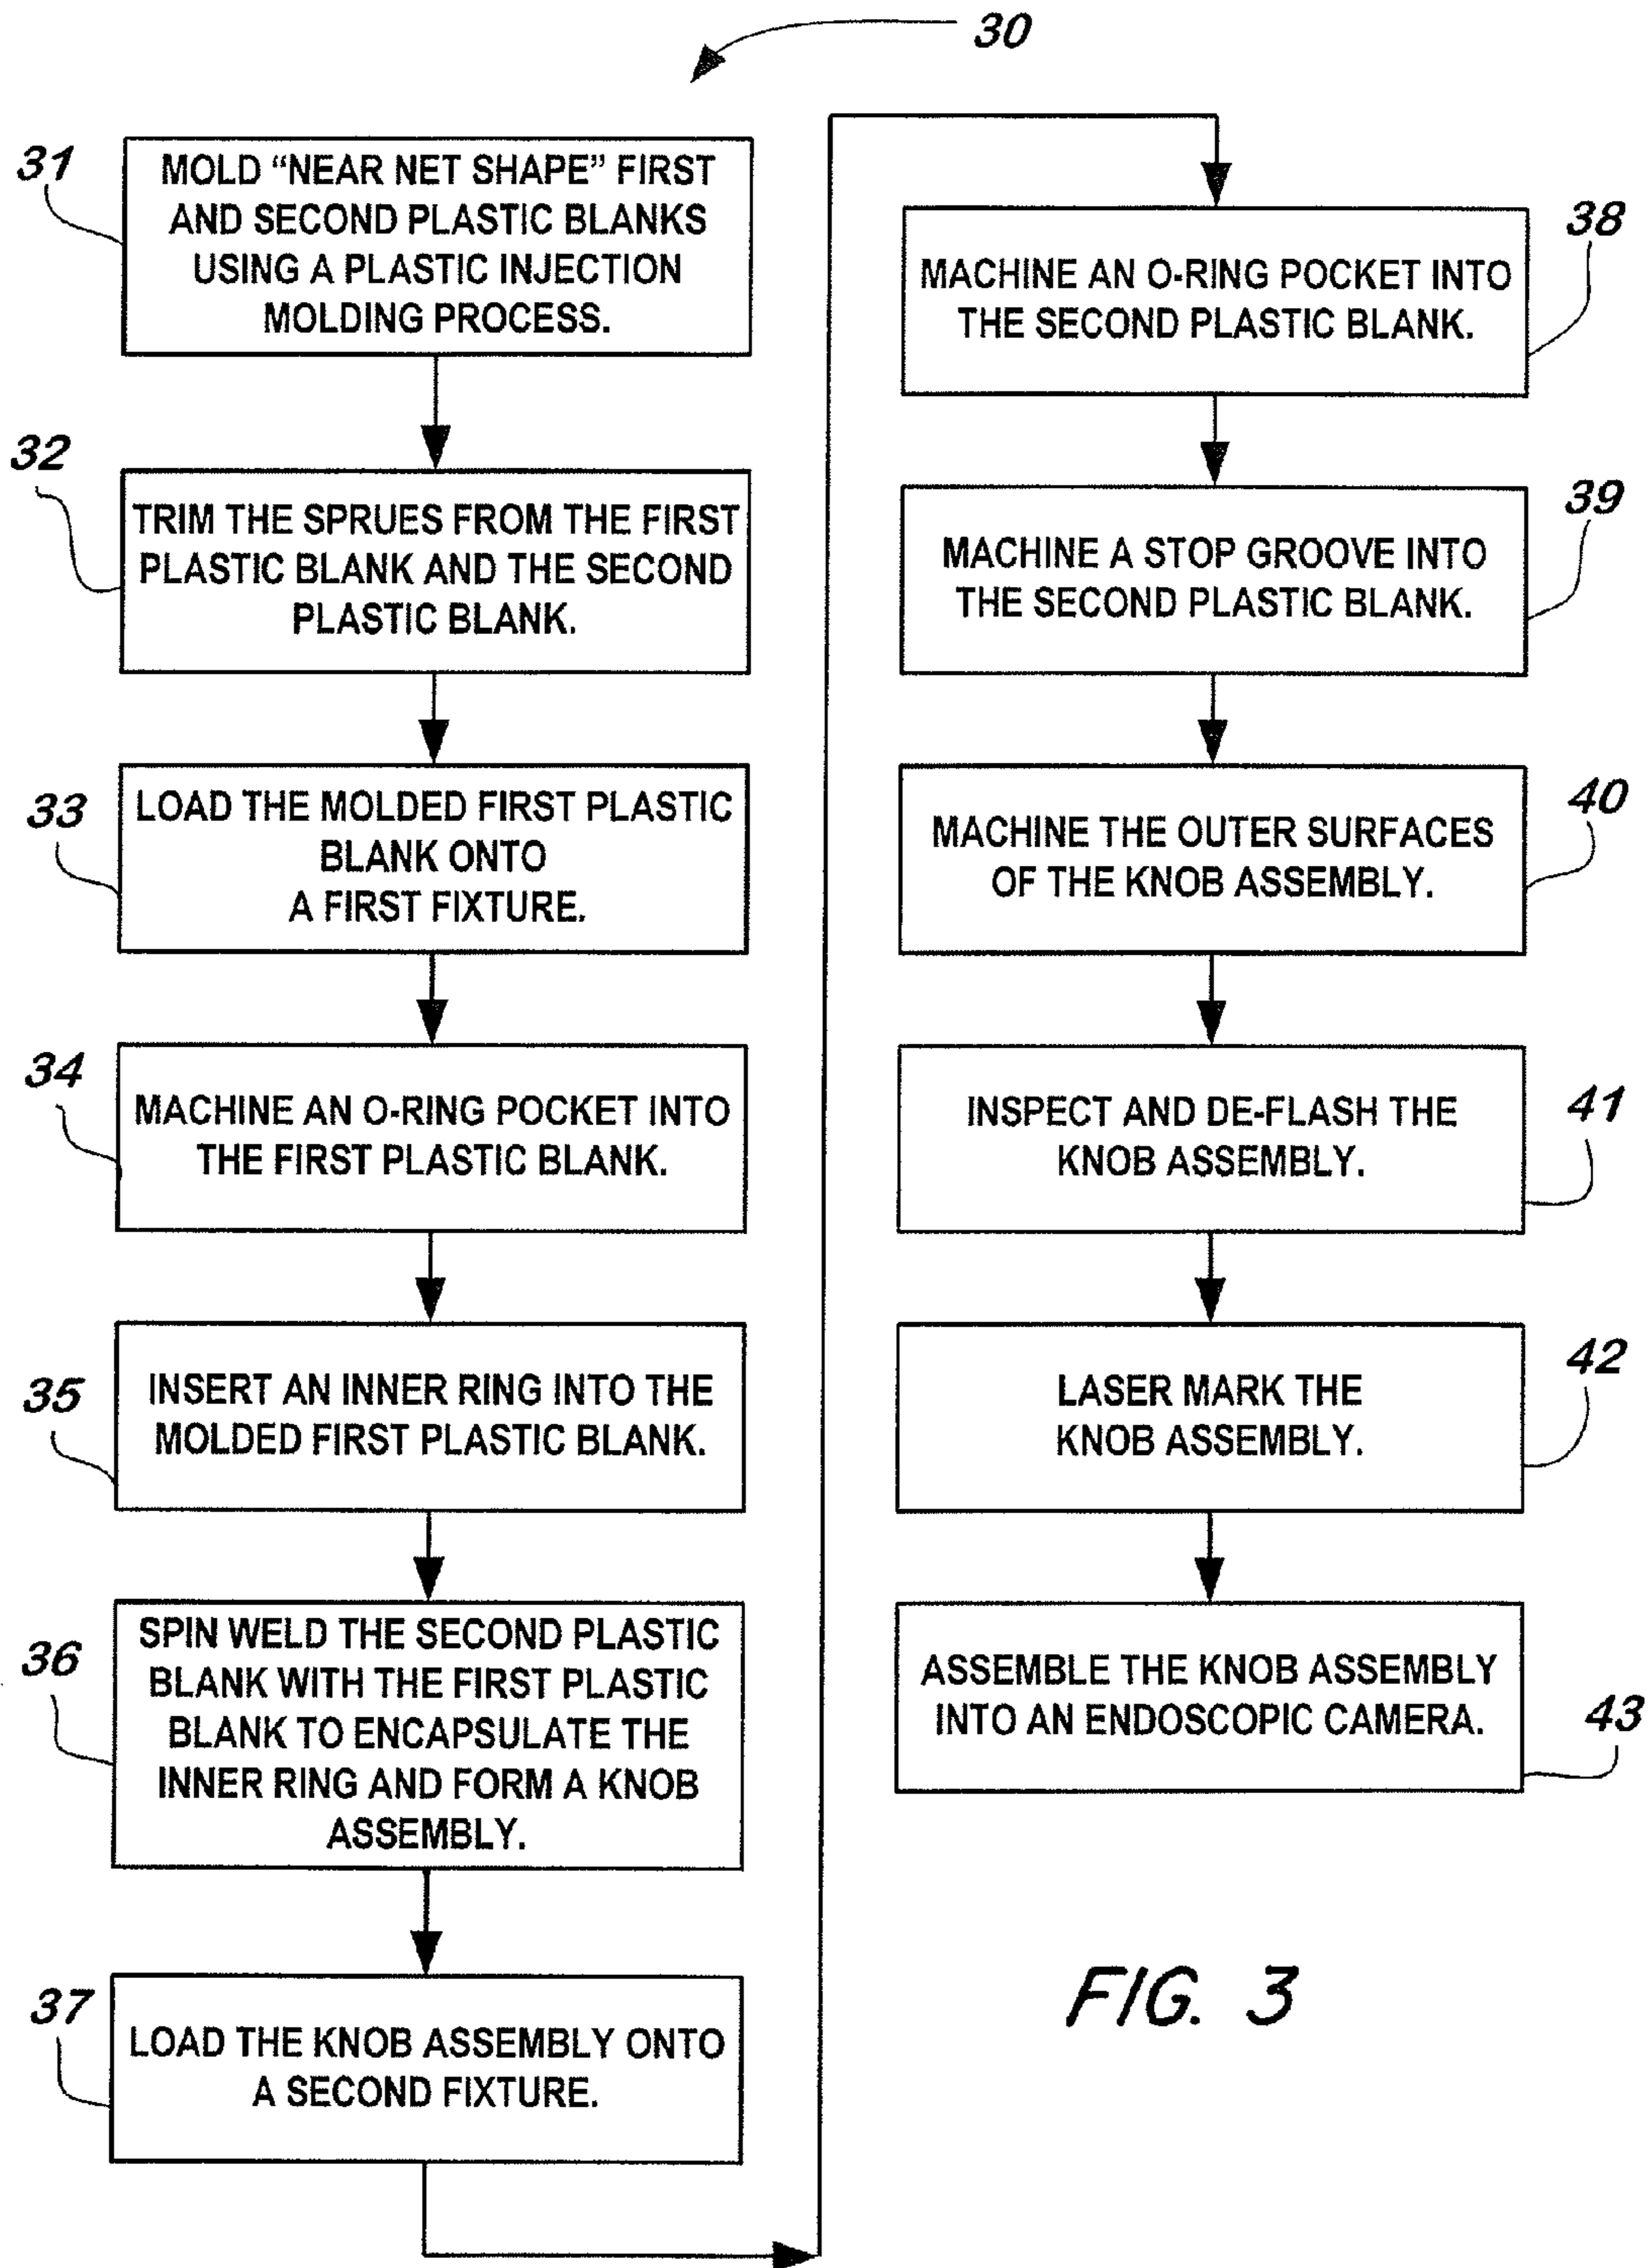 30
31
MOLD “NEAR NET SHAPE” FIRST
AND SECOND PLASTIC BLANKS
USING A PLASTIC INJECTION
MOLDING PROCESS.
32
TRIM THE SPRUES FROM THE FIRST
PLASTIC BLANK AND THE SECOND
PLASTIC BLANK.
33
LOAD THE MOLDED FIRST PLASTIC
BLANK ONTO
A FIRST FIXTURE.
34
MACHINE AN O-RING POCKET INTO
THE FIRST PLASTIC BLANK.
35
INSERT AN INNER RING INTO THE
MOLDED FIRST PLASTIC BLANK.
36
SPIN WELD THE SECOND PLASTIC
BLANK WITH THE FIRST PLASTIC
BLANK TO ENCAPSULATE THE
INNER RING AND FORM A KNOB
ASSEMBLY.
37
LOAD THE KNOB ASSEMBLY ONTO
A SECOND FIXTURE.
38
MACHINE AN O-RING POCKET INTO
THE SECOND PLASTIC BLANK.
39
MACHINE A STOP GROOVE INTO
THE SECOND PLASTIC BLANK.
40
MACHINE THE OUTER SURFACES
OF THE KNOB ASSEMBLY.
41
INSPECT AND DE-FLASH THE
KNOB ASSEMBLY.
42
LASER MARK THE
KNOB ASSEMBLY.
43
ASSEMBLE THE KNOB ASSEMBLY
INTO AN ENDOSCOPIC CAMERA.
FIG. 3